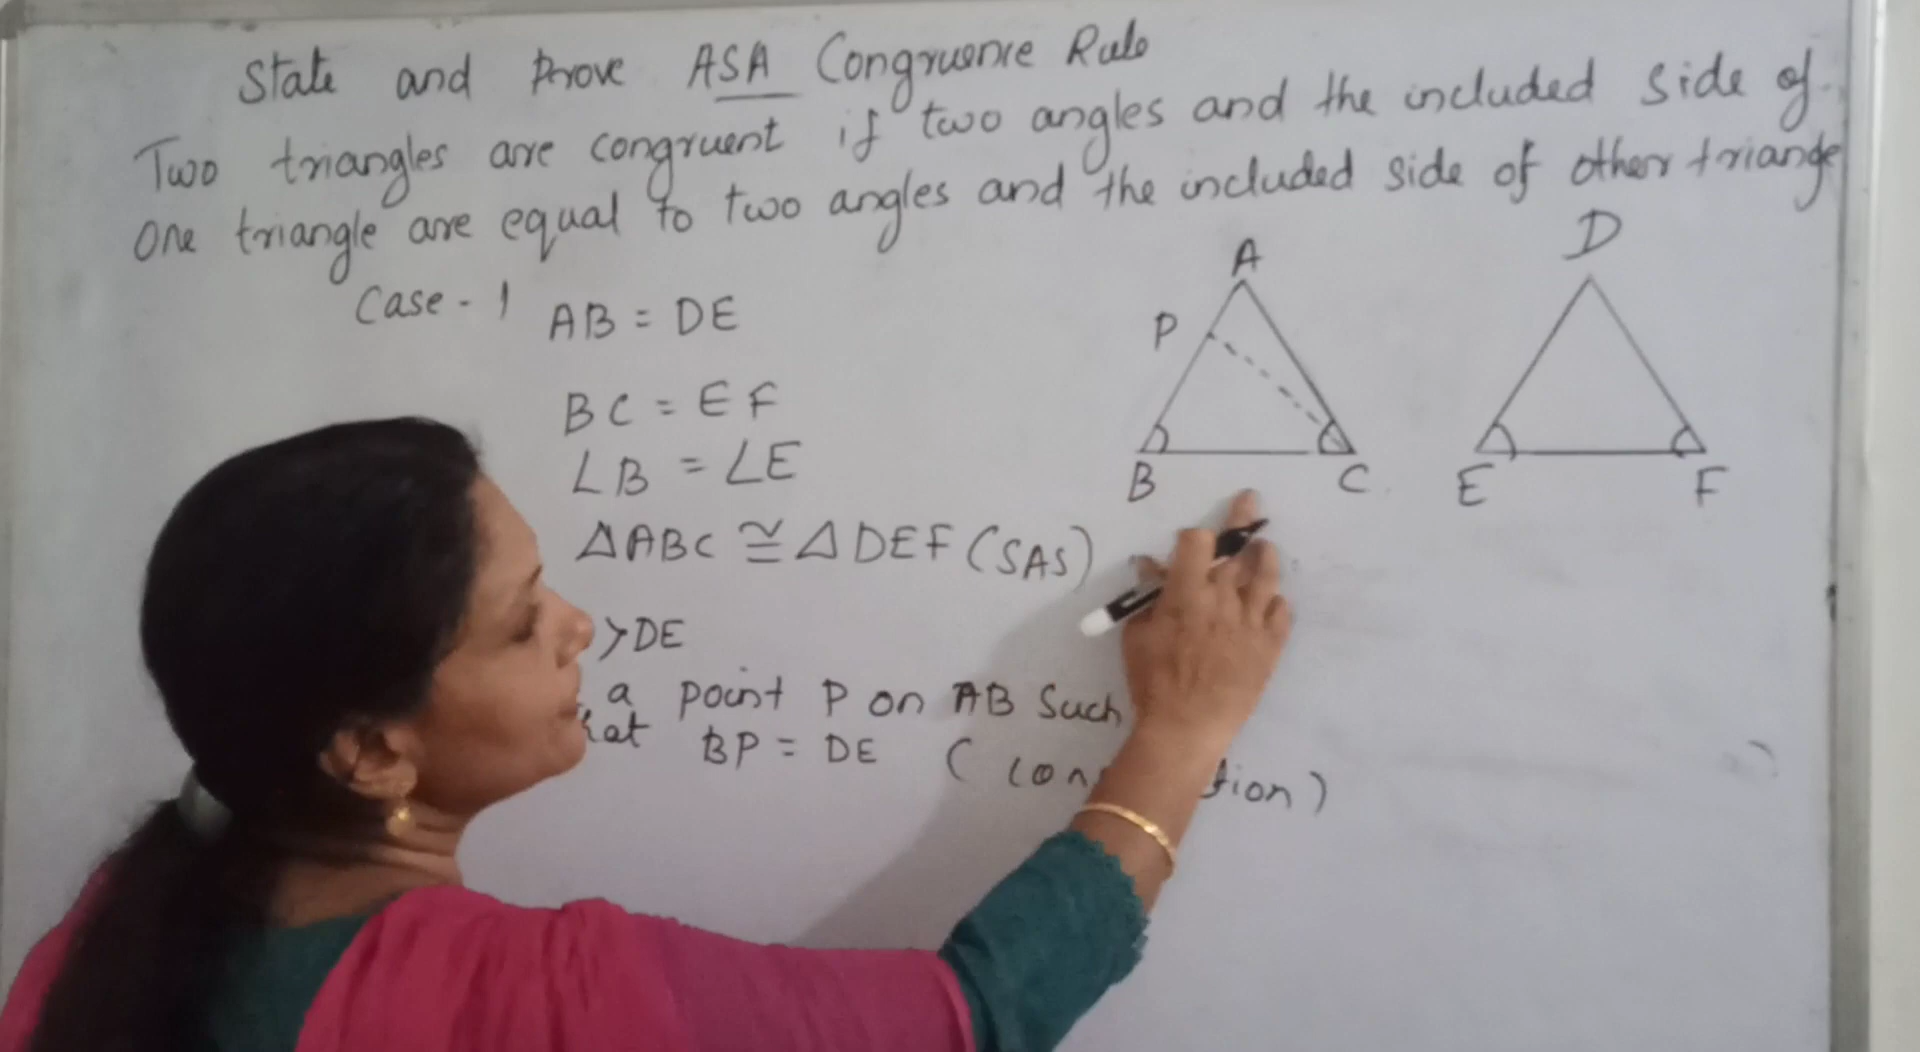 State and Prove ASA Congruence Rule
Two triangles are congruent if two angles and the included side of
one triangle are equal to two angles and the included side of other triangle
Case - 1
AB = DE
BC = EF
∠B = ∠E
ΔABC ≅ ΔDEF (SAS)
>DE
a point P on AB Such
BP = DE
A
P
B
C
D
E
F